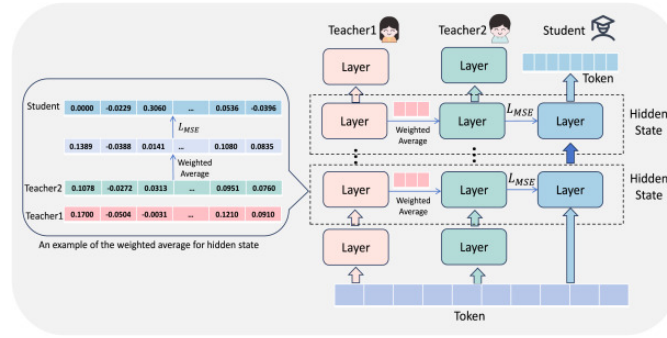 Teacher1
Teacher2
Student
Layer
Layer
Token
Student 0.0000 -0.0229 0.3060 ... 0.0536 -0.0396
L_MSE
0.1389 -0.0388 0.0141 ... 0.1080 0.0835
Weighted
Average
Teacher2 0.1078 -0.0272 0.0313 ... 0.0951 0.0760
Teacher1 0.1700 -0.0504 -0.0031 ... 0.1210 0.0910
An example of the weighted average for hidden state
Layer
Weighted
Average
Layer
L_MSE
Layer
Hidden
State
Layer
Weighted
Average
Layer
L_MSE
Layer
Hidden
State
Layer
Layer
Token